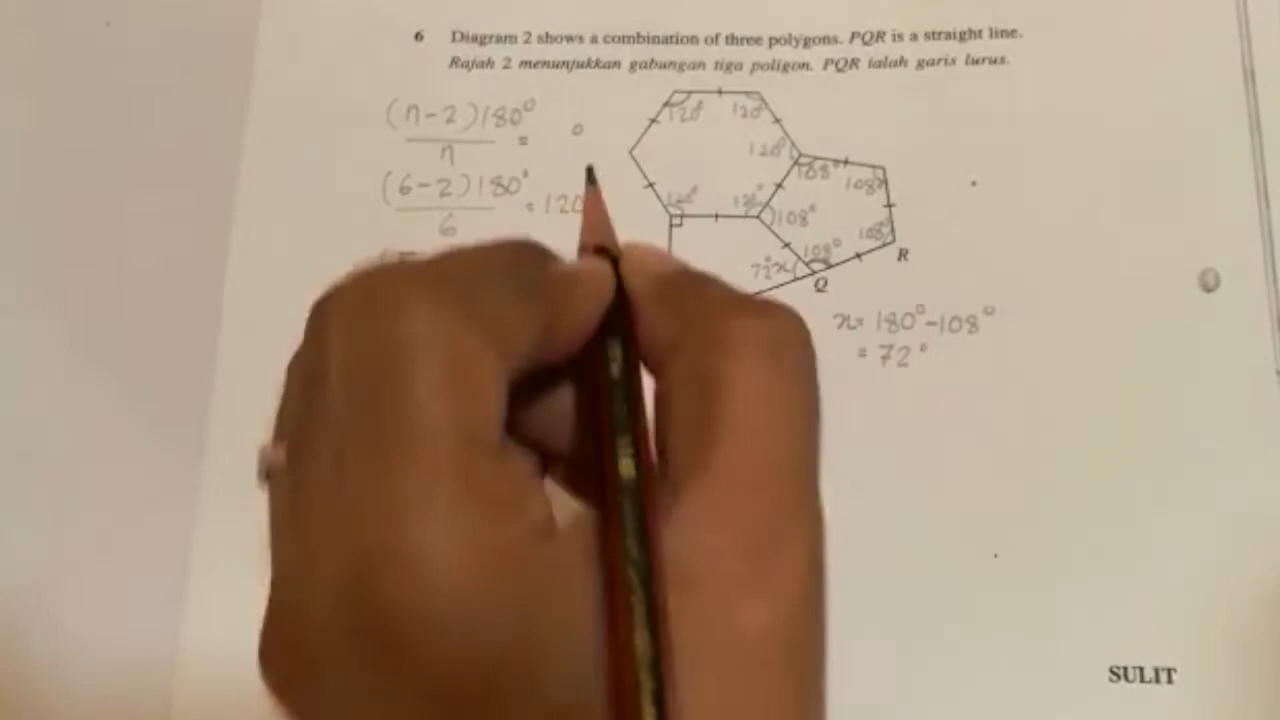 6 Diagram 2 shows a combination of three polygons. PQR is a straight line.
Rajah 2 menunjukkan gabungan tiga poligon. PQR ialah garis lurus.
(n-2)180° = °
n
(6-2)180° = 120
6
120° 120°
120°
108°
108°
120° 120°
108°
108°
108°
72° x
Q
R
x = 180° - 108°
= 72°
SULIT